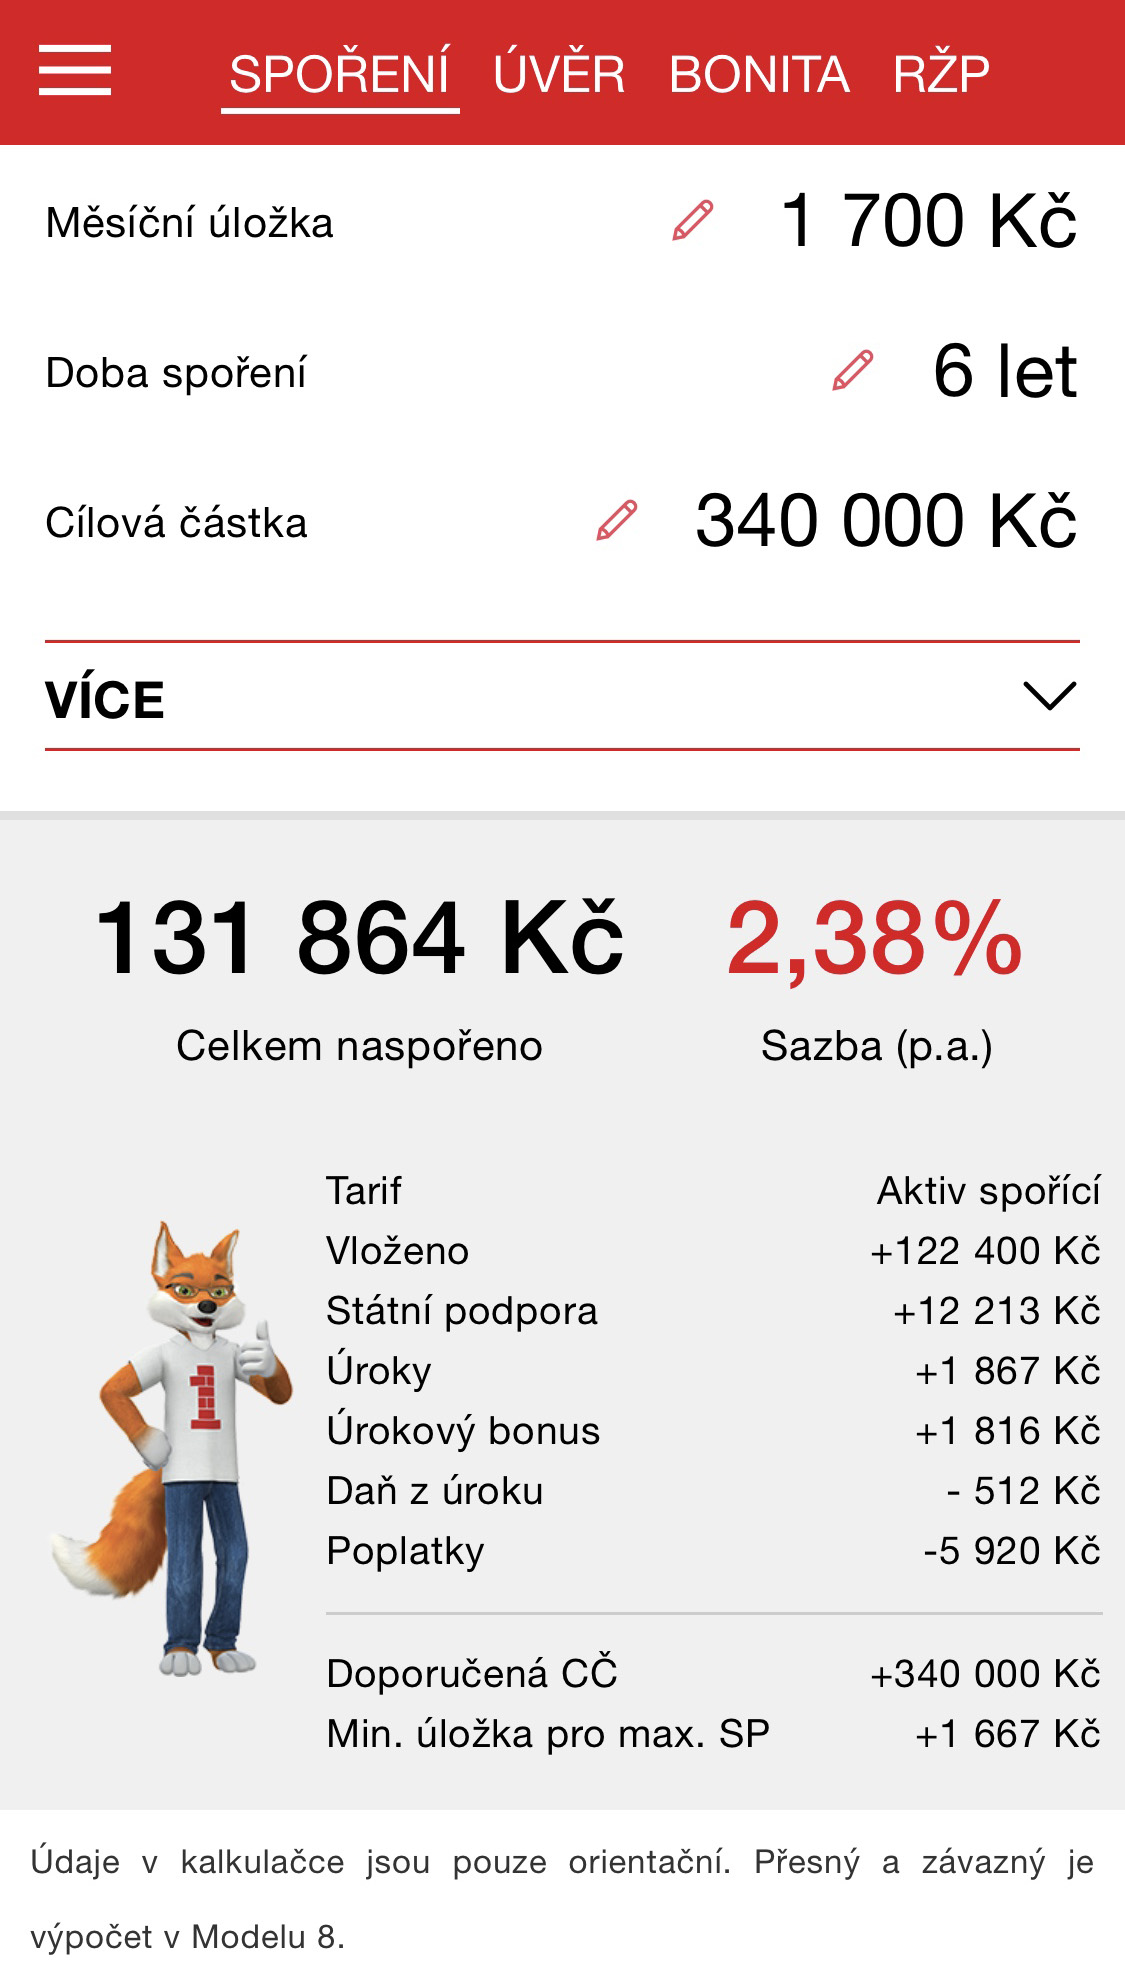 SPOŘENÍ ÚVĚR BONITA RŽP
Měsíční úložka 1 700 Kč
Doba spoření 6 let
Cílová částka 340 000 Kč
VÍCE
131 864 Kč 2,38%
Celkem naspořeno Sazba (p.a.)
Tarif Aktiv spořící
Vloženo +122 400 Kč
Státní podpora +12 213 Kč
Úroky +1 867 Kč
Úrokový bonus +1 816 Kč
Daň z úroku - 512 Kč
Poplatky -5 920 Kč
1
Doporučená CČ +340 000 Kč
Min. úložka pro max. SP +1 667 Kč
Údaje v kalkulačce jsou pouze orientační. Přesný a závazný je
výpočet v Modelu 8.